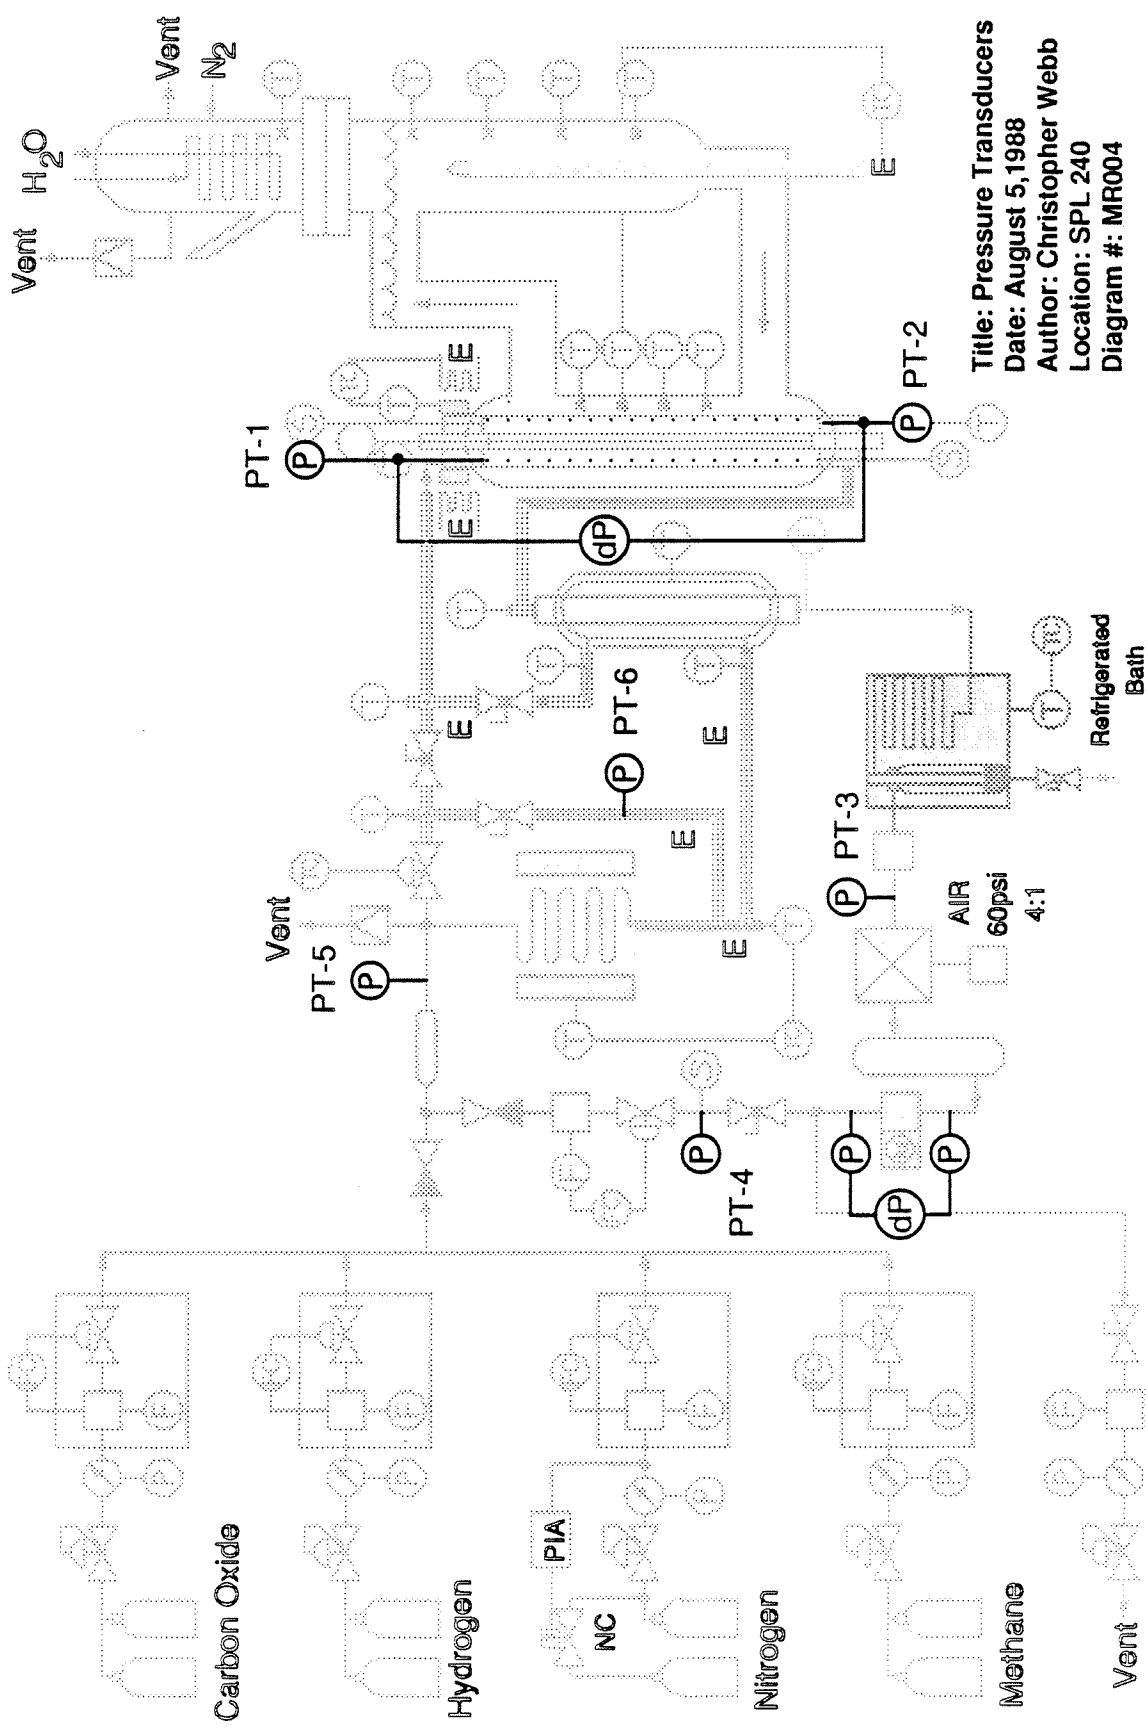 Vent
H₂O
Vent
N₂
Carbon Oxide
Vent
PT-1
P
PT-5
P
E
E
E
E
Hydrogen
PIA
NC
Nitrogen
dP
PT-6
P
E
E
E
PT-4
P
PT-3
P
P
P
dP
PT-2
P
E
AIR
60psi
4:1
Methane
Vent
Refrigerated
Bath
Title: Pressure Transducers
Date: August 5,1988
Author: Christopher Webb
Location: SPL 240
Diagram #: MR004